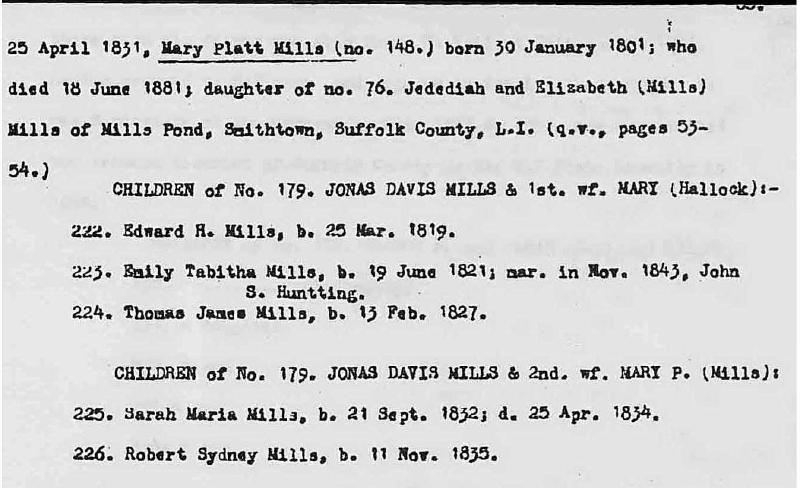 25 April 1831, Mary Platt Mills (no. 148.) born 30 January 1801; who
died 18 June 1881; daughter of no. 76. Jedediah and Elizabeth (Mills)
Mills of Mills Pond, Smithtown, Suffolk County, L.I. (q.v., pages 53-
54.)
CHILDREN of No. 179. JONAS DAVIS MILLS & 1st. wf. MARY (Hallock):-
222. Edward H. Mills, b. 25 Mar. 1819.
223. Emily Tabitha Mills, b. 19 June 1821; mar. in Nov. 1843, John
S. Huntting.
224. Thomas James Mills, b. 13 Feb. 1827.
CHILDREN of No. 179. JONAS DAVIS MILLS & 2nd. wf. MARY P. (Mills):
225. Sarah Maria Mills, b. 21 Sept. 1832; d. 25 Apr. 1834.
226. Robert Sydney Mills, b. 11 Nov. 1835.